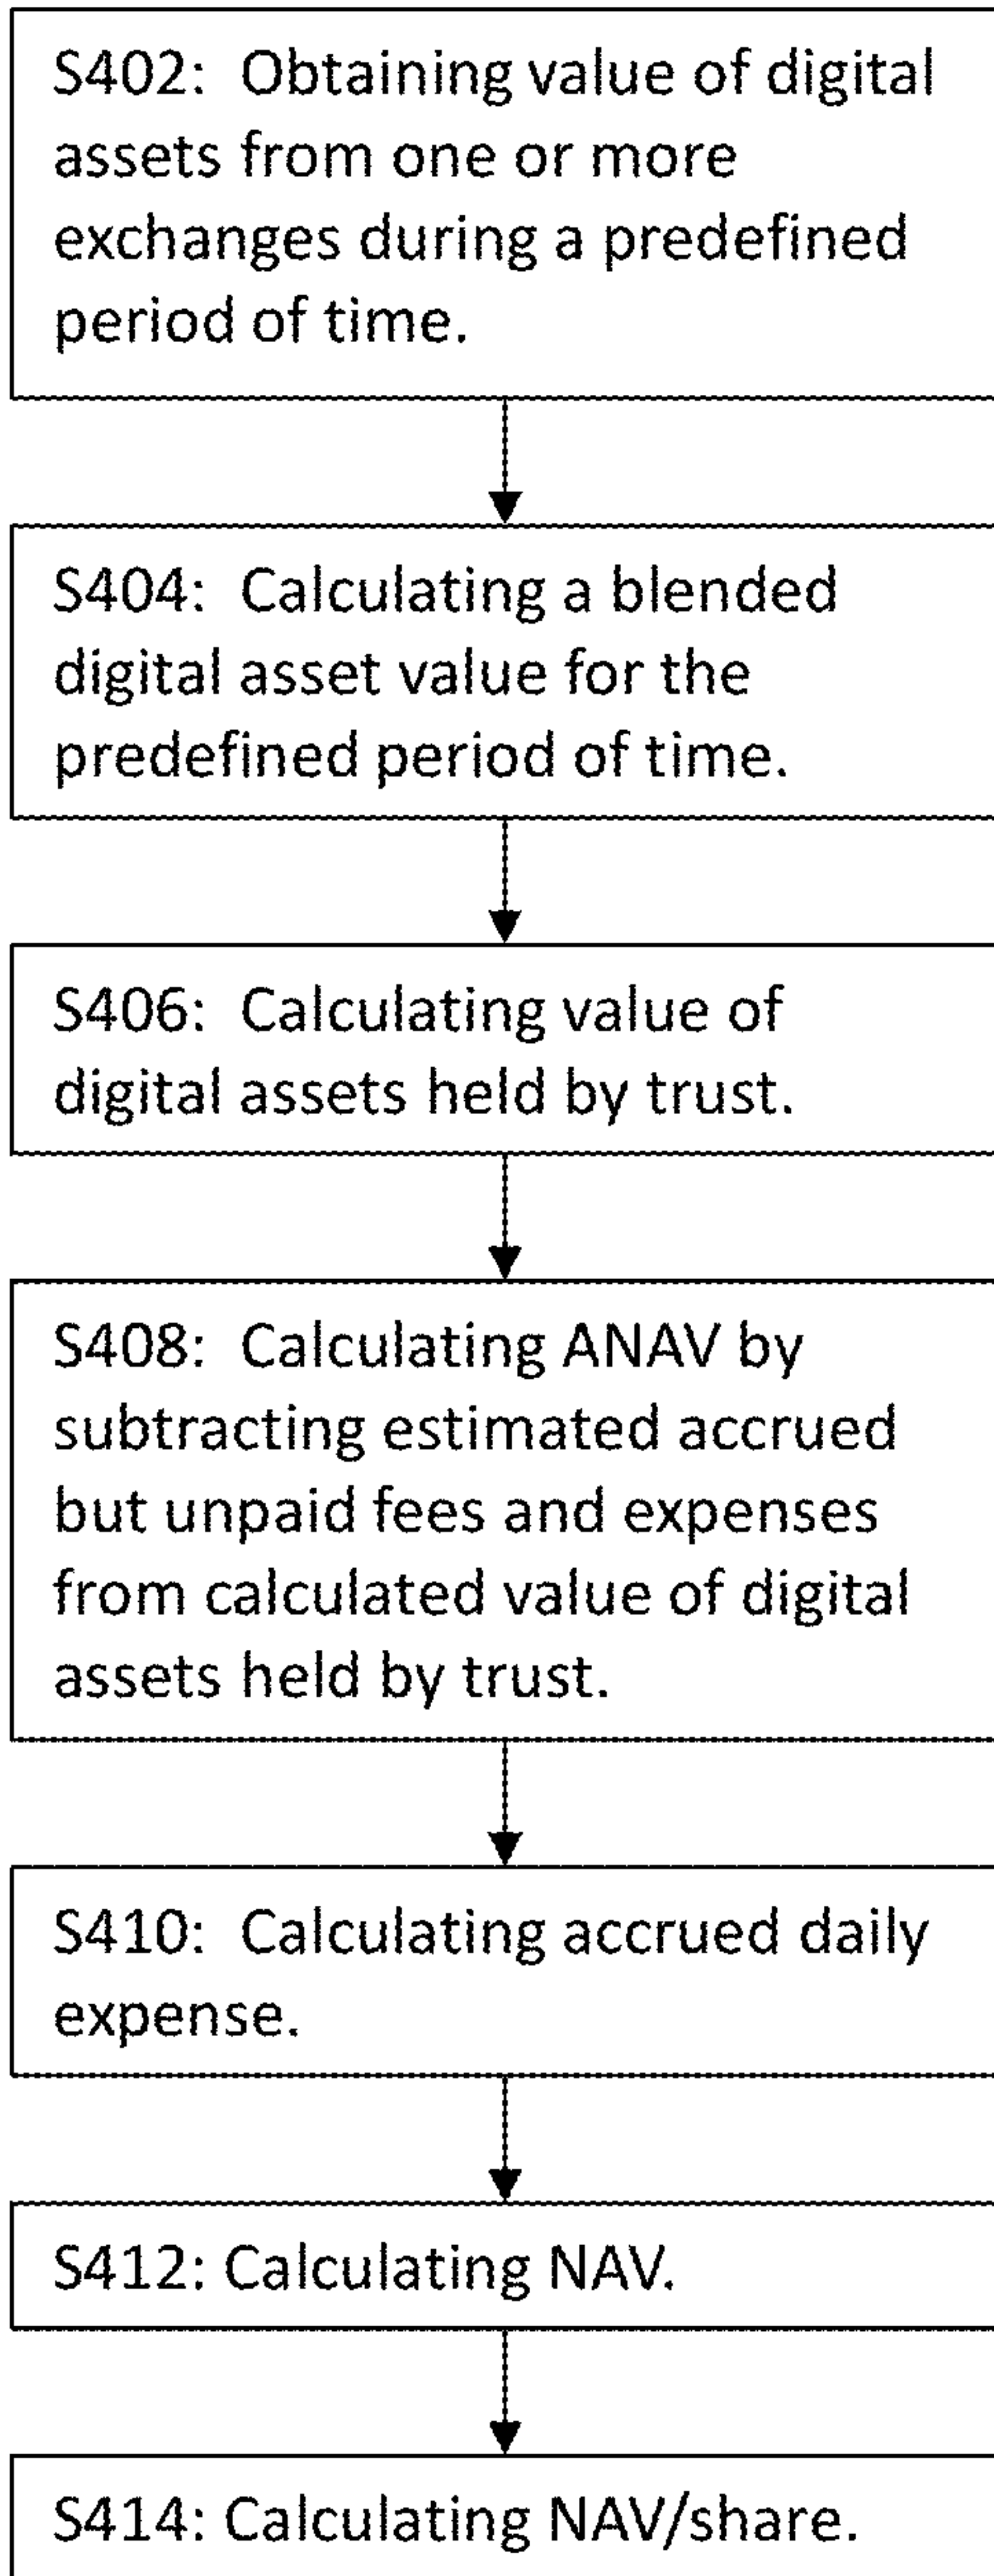 S402:  Obtaining value of digital
assets from one or more
exchanges during a predefined
period of time.
S404:  Calculating a blended
digital asset value for the
predefined period of time.
S406:  Calculating value of
digital assets held by trust.
S408:  Calculating ANAV by
subtracting estimated accrued
but unpaid fees and expenses
from calculated value of digital
assets held by trust.
S410:  Calculating accrued daily
expense.
S412: Calculating NAV.
S414: Calculating NAV/share.